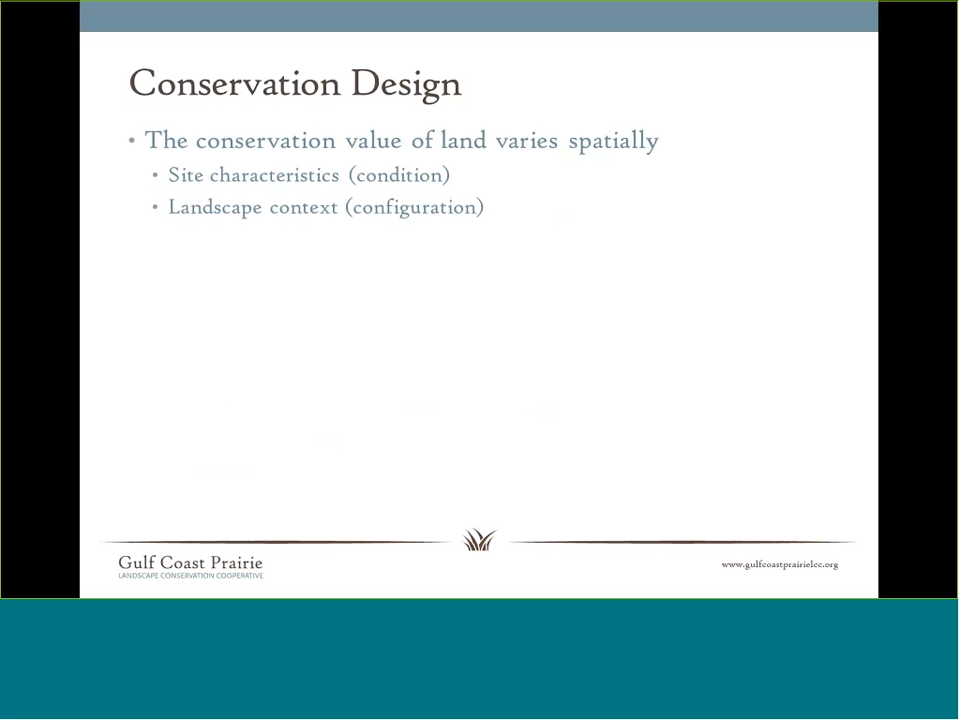 Conservation Design
• The conservation value of land varies spatially
• Site characteristics (condition)
• Landscape context (configuration)
Gulf Coast Prairie
LANDSCAPE CONSERVATION COOPERATIVE
www.gulfcoastprairielcc.org